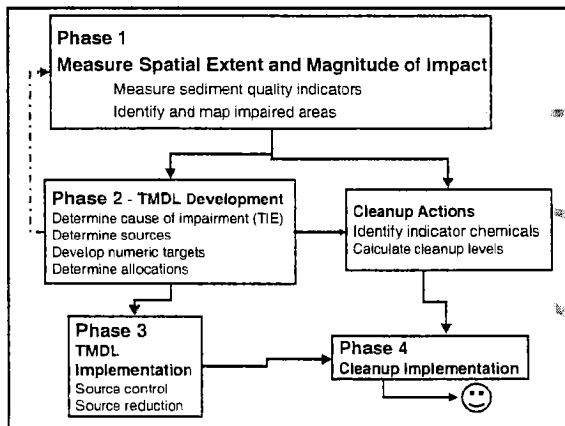 Phase 1
Measure Spatial Extent and Magnitude of Impact
Measure sediment quality indicators
Identify and map impaired areas
Phase 2 - TMDL Development
Determine cause of impairment (TIE)
Determine sources
Develop numeric targets
Determine allocations
Cleanup Actions
Identify indicator chemicals
Calculate cleanup levels
Phase 3
TMDL
Implementation
Source control
Source reduction
Phase 4
Cleanup Implementation